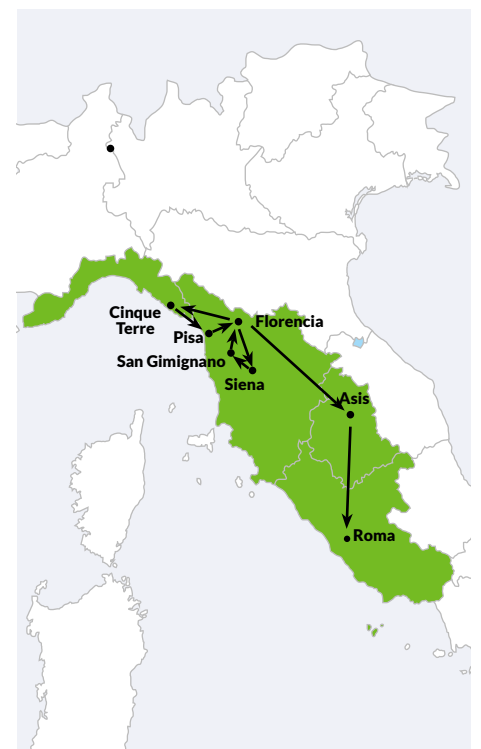 Cinque
Terre
Florencia
Pisa
San Gimignano
Siena
Asis
Roma